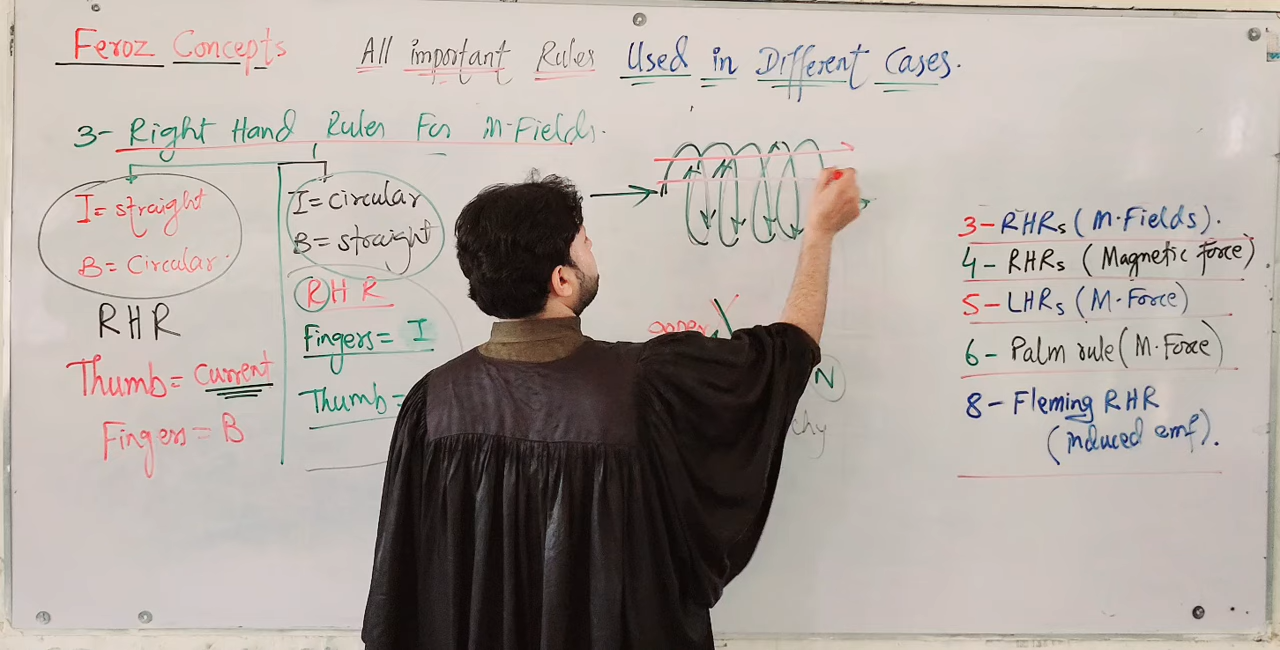 Feroz Concepts
All important Rules Used in Different Cases.
3- Right Hand Rules For M-Fields.
I = straight
B = Circular.
RHR
Thumb = Current
Fingers = B
I = circular
B = straight
RHR
Fingers = I
Thumb =
N
3- RHRs (M.Fields).
4- RHRs (Magnetic force)
5- LHRs (M-Force)
6- Palm rule (M.Force)
8- Fleming RHR
(induced emf).